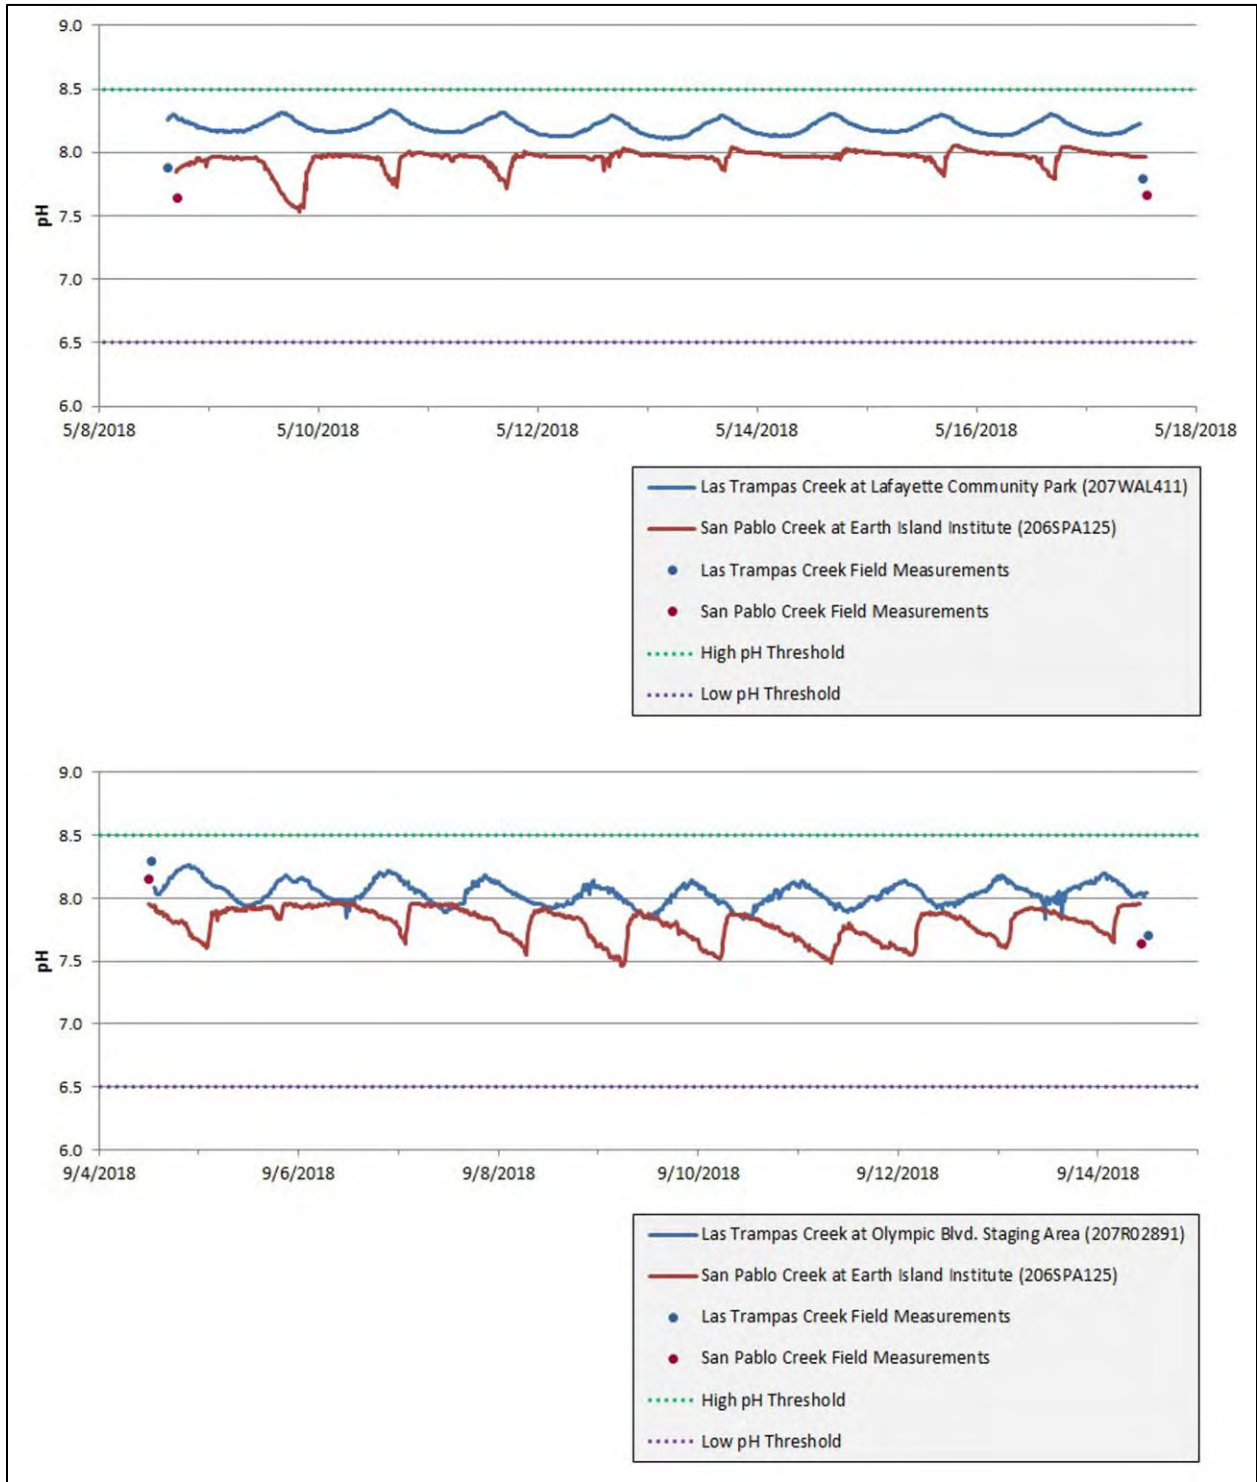 9.0
8.5
8.0
7.5
7.0
6.5
6.0
pH
5/8/2018 5/10/2018 5/12/2018 5/14/2018 5/16/2018 5/18/2018
Las Trampas Creek at Lafayette Community Park (207WAL411)
San Pablo Creek at Earth Island Institute (206SPA125)
Las Trampas Creek Field Measurements
San Pablo Creek Field Measurements
High pH Threshold
Low pH Threshold
9.0
8.5
8.0
7.5
7.0
6.5
6.0
pH
9/4/2018 9/6/2018 9/8/2018 9/10/2018 9/12/2018 9/14/2018
Las Trampas Creek at Olympic Blvd. Staging Area (207R02891)
San Pablo Creek at Earth Island Institute (206SPA125)
Las Trampas Creek Field Measurements
San Pablo Creek Field Measurements
High pH Threshold
Low pH Threshold